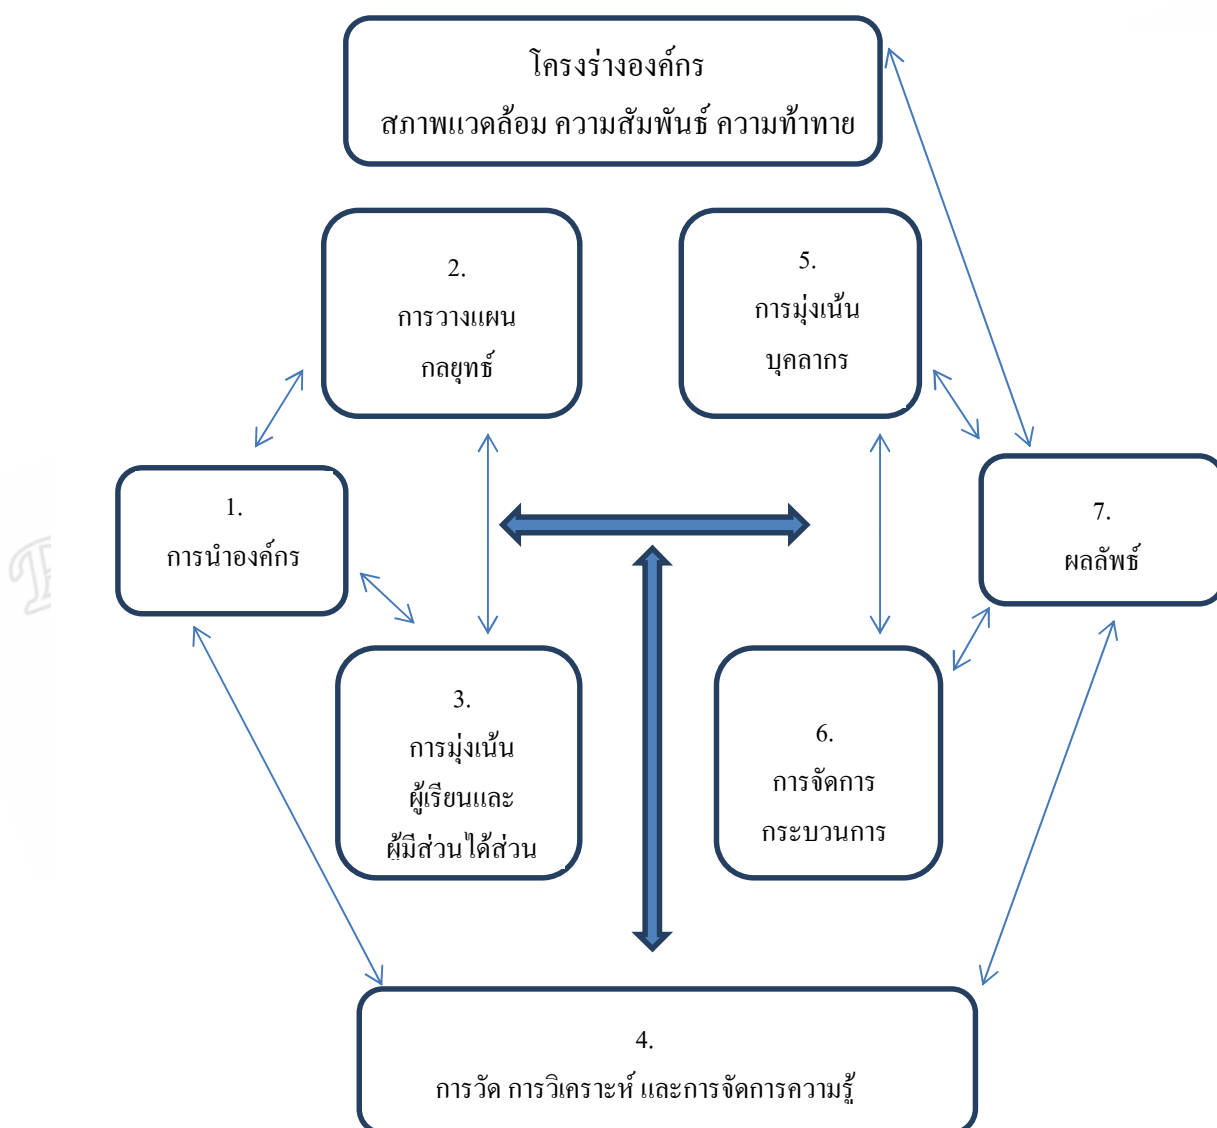 โครงร่างองค์กร
สภาพแวดล้อม ความสัมพันธ์ ความท้าทาย
2.
การวางแผน
กลยุทธ์
5.
การมุ่งเน้น
บุคลากร
1.
การนำองค์กร
7.
ผลลัพธ์
3.
การมุ่งเน้น
ผู้เรียนและ
ผู้มีส่วนได้ส่วน
6.
การจัดการ
กระบวนการ
4.
การวัด การวิเคราะห์ และการจัดการความรู้